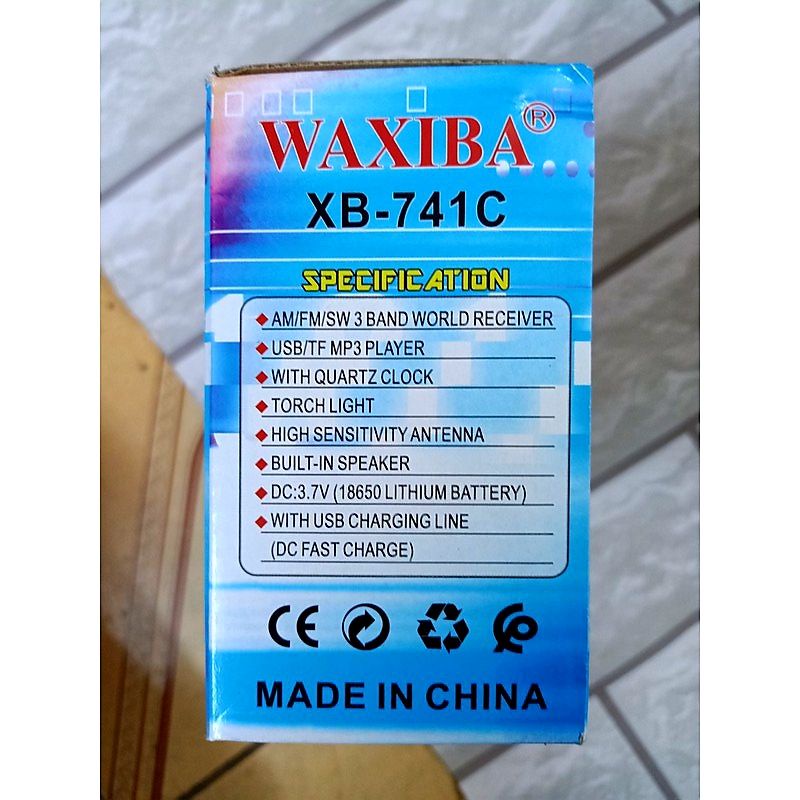 WAXIBA®
XB-741C
SPECIFICATION
AM/FM/SW 3 BAND WORLD RECEIVER
USB/TF MP3 PLAYER
WITH QUARTZ CLOCK
TORCH LIGHT
HIGH SENSITIVITY ANTENNA
BUILT-IN SPEAKER
DC:3.7V (18650 LITHIUM BATTERY)
WITH USB CHARGING LINE
(DC FAST CHARGE)
CE
MADE IN CHINA